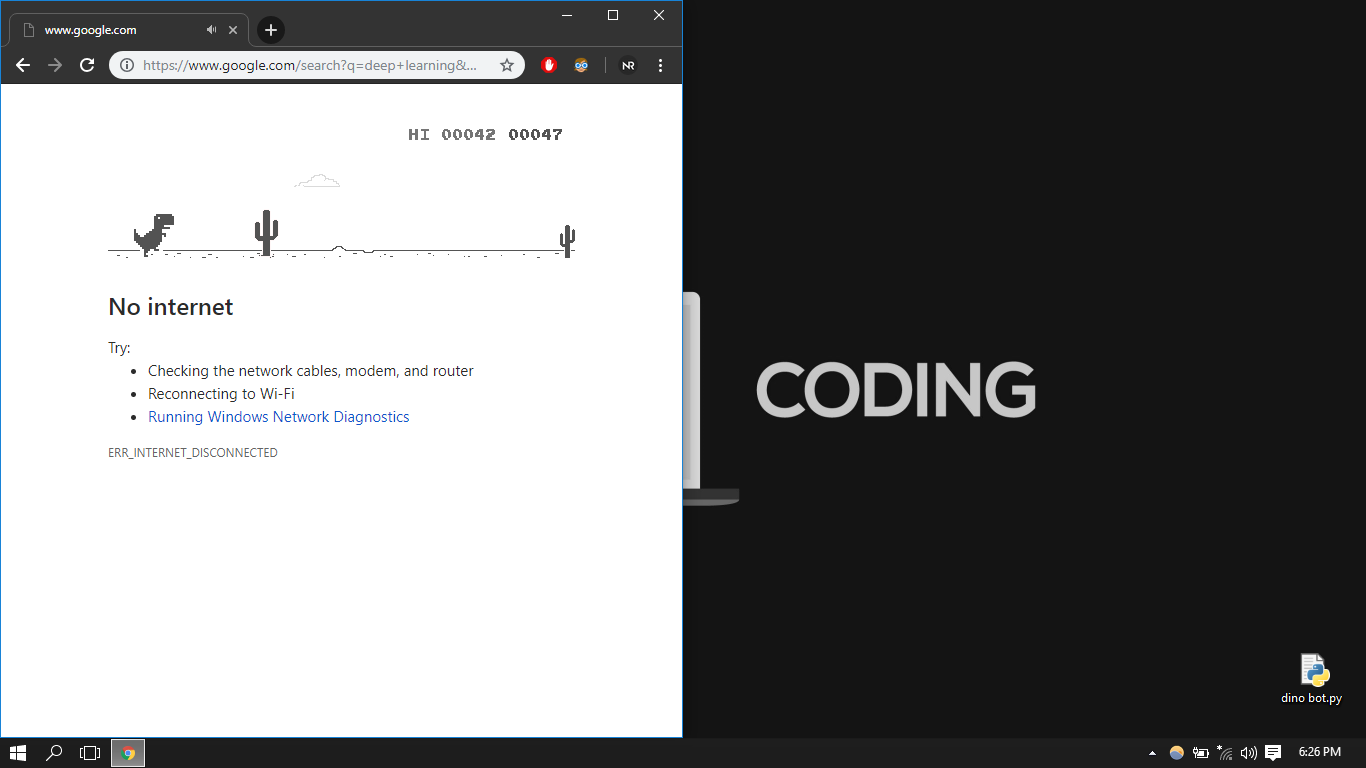 www.google.com
https://www.google.com/search?q=deep+learning&...
NR
HI 00042 00047
No internet
Try:
Checking the network cables, modem, and router
Reconnecting to Wi-Fi
Running Windows Network Diagnostics
ERR_INTERNET_DISCONNECTED
CODING
dino bot.py
6:26 PM